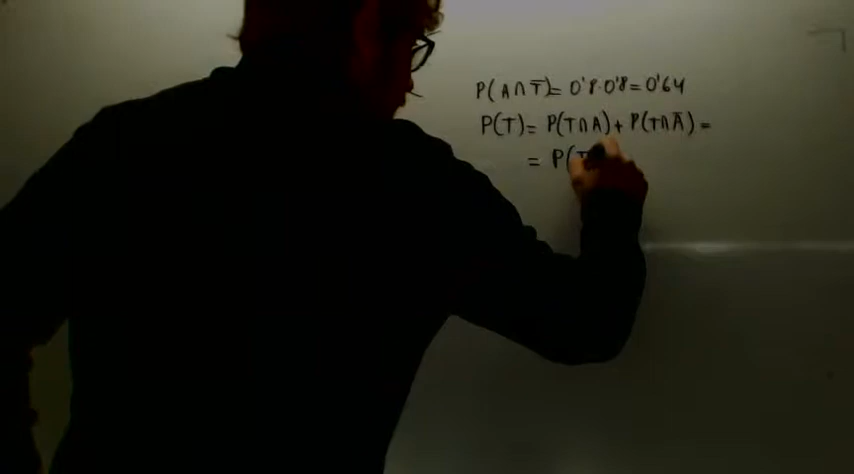 P(A∩T̅)= 0'8·0'8=0'64
P(T)= P(T∩A)+P(T∩A̅)=
= P(T